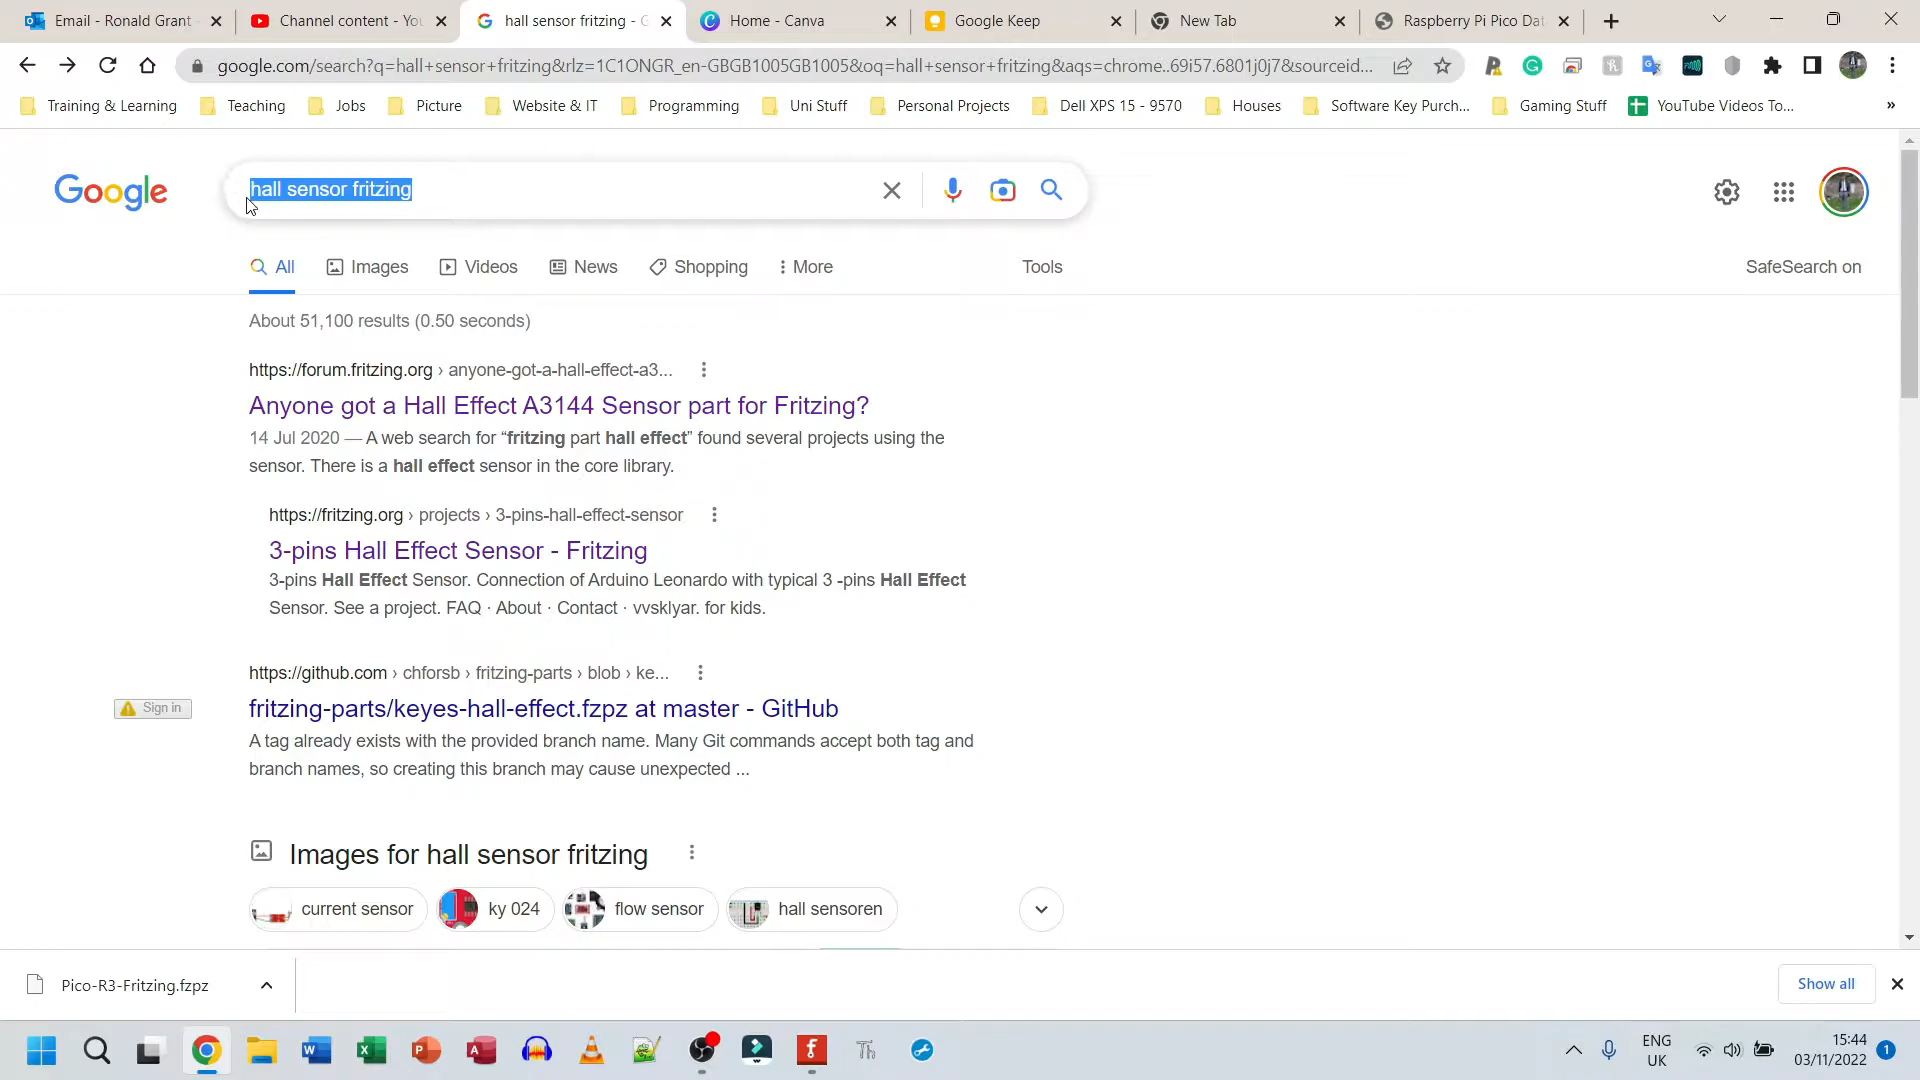 Email - Ronald Grant -
Channel content - You
hall sensor fritzing - G
Home - Canva
Google Keep
New Tab
Raspberry Pi Pico Dat
google.com/search?q=hall+sensor+fritzing&rlz=1C1ONGR_en-GBGB1005GB1005&oq=hall+sensor+fritzing&aqs=chrome..69i57.6801j0j7&sourceid...
Training & Learning
Teaching
Jobs
Picture
Website & IT
Programming
Uni Stuff
Personal Projects
Dell XPS 15 - 9570
Houses
Software Key Purch...
Gaming Stuff
YouTube Videos To...
»
Google
hall sensor fritzing
All
Images
Videos
News
Shopping
More
Tools
SafeSearch on
About 51,100 results (0.50 seconds)
https://forum.fritzing.org › anyone-got-a-hall-effect-a3...
Anyone got a Hall Effect A3144 Sensor part for Fritzing?
14 Jul 2020 — A web search for “fritzing part hall effect” found several projects using the
sensor. There is a hall effect sensor in the core library.
https://fritzing.org › projects › 3-pins-hall-effect-sensor
3-pins Hall Effect Sensor - Fritzing
3-pins Hall Effect Sensor. Connection of Arduino Leonardo with typical 3 -pins Hall Effect
Sensor. See a project. FAQ · About · Contact · vvsklyar. for kids.
https://github.com › chforsb › fritzing-parts › blob › ke...
Sign in
fritzing-parts/keyes-hall-effect.fzpz at master - GitHub
A tag already exists with the provided branch name. Many Git commands accept both tag and
branch names, so creating this branch may cause unexpected ...
Images for hall sensor fritzing
current sensor
ky 024
flow sensor
hall sensoren
Pico-R3-Fritzing.fzpz
Show all
ENG
UK
15:44
03/11/2022
1